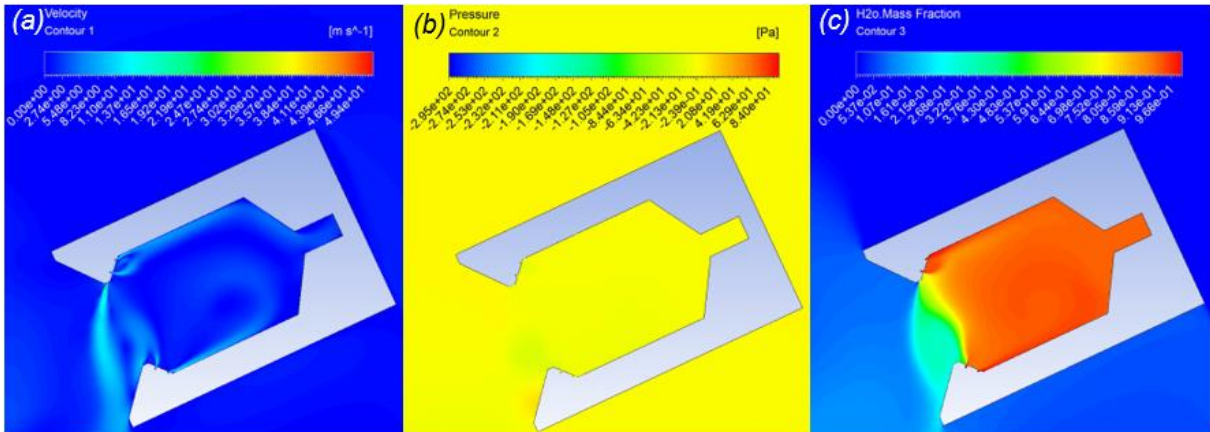 (a)
Velocity
Contour 1
[m s^-1]
0.00e+00
2.74e+00
5.48e+00
8.23e+00
1.10e+01
1.37e+01
1.65e+01
1.92e+01
2.19e+01
2.47e+01
2.74e+01
3.02e+01
3.29e+01
3.57e+01
3.84e+01
4.11e+01
4.39e+01
4.66e+01
4.94e+01
(b)
Pressure
Contour 2
[Pa]
-2.95e+02
-2.74e+02
-2.53e+02
-2.32e+02
-2.11e+02
-1.90e+02
-1.69e+02
-1.48e+02
-1.27e+02
-1.05e+02
-8.44e+01
-6.34e+01
-4.23e+01
-2.13e+01
-2.39e-01
2.08e+01
4.19e+01
6.29e+01
8.40e+01
(c)
H2o.Mass Fraction
Contour 3
0.00e+00
5.37e-02
1.07e-01
1.61e-01
2.15e-01
2.68e-01
3.22e-01
3.76e-01
4.30e-01
4.83e-01
5.37e-01
5.91e-01
6.44e-01
6.98e-01
7.52e-01
8.05e-01
8.59e-01
9.13e-01
9.66e-01